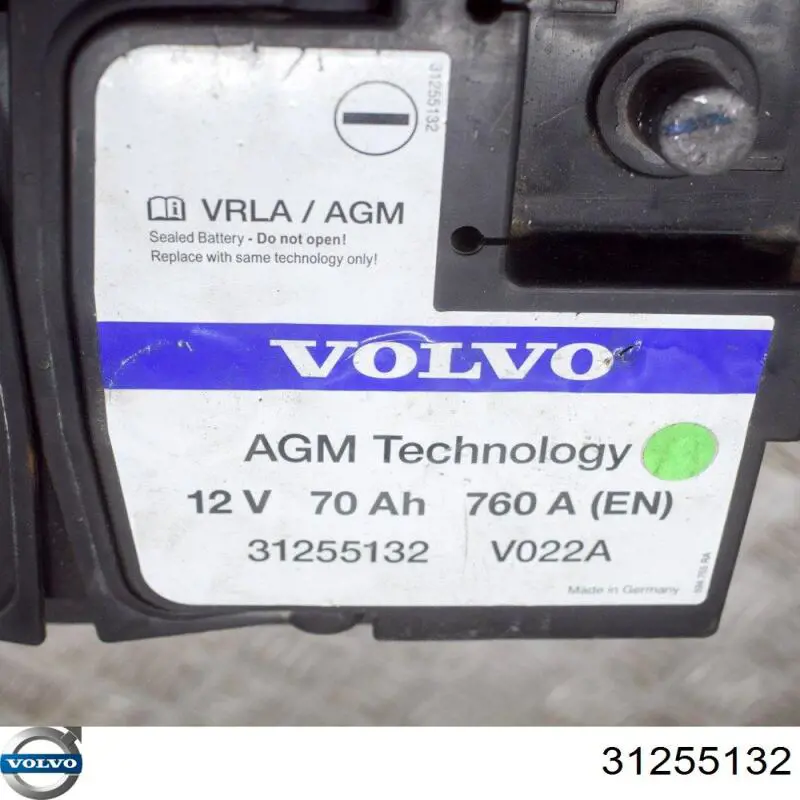 31255132
VRLA / AGM
Sealed Battery - Do not open!
Replace with same technology only!
VOLVO
AGM Technology
12 V 70 Ah 760 A (EN)
31255132 V022A
Made in Germany
VOLVO
31255132